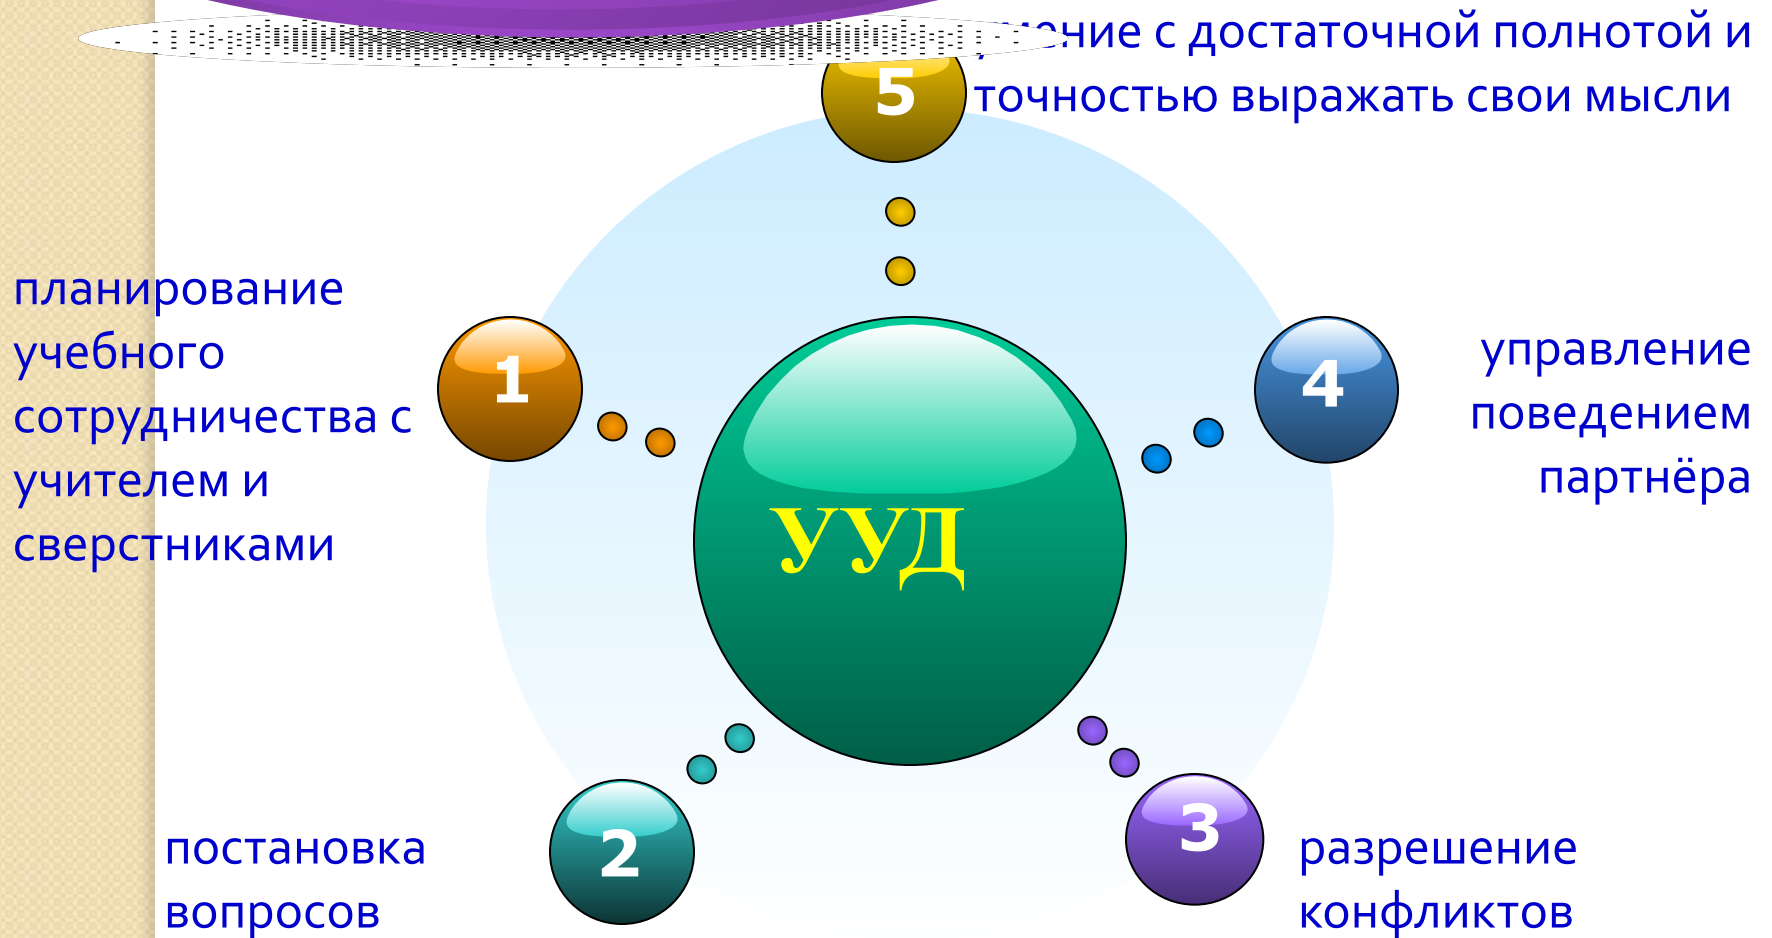 с достаточной полнотой и
точностью выражать свои мысли
5
планирование
учебного
сотрудничества с
учителем и
сверстниками
1
4
управление
поведением
партнёра
УУД
2
постановка
вопросов
3
разрешение
конфликтов